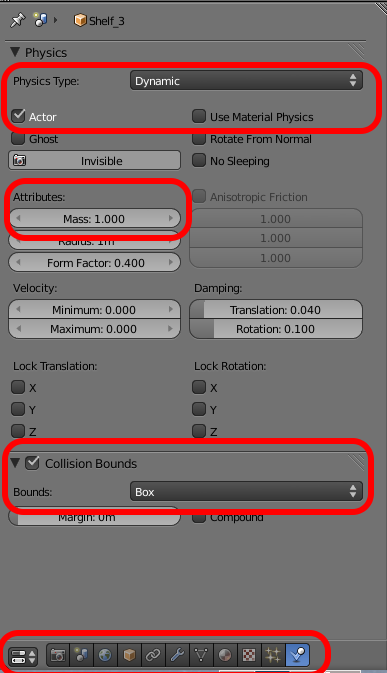 Shelf_3
Physics
Physics Type: Dynamic
Actor Use Material Physics
Ghost Rotate From Normal
Invisible No Sleeping
Attributes: Anisotropic Friction
Mass: 1.000 1.000
Radius: 1m 1.000
Form Factor: 0.400 1.000
Velocity: Damping:
Minimum: 0.000 Translation: 0.040
Maximum: 0.000 Rotation: 0.100
Lock Translation: Lock Rotation:
X X
Y Y
Z Z
Collision Bounds
Bounds: Box
Margin: 0m Compound